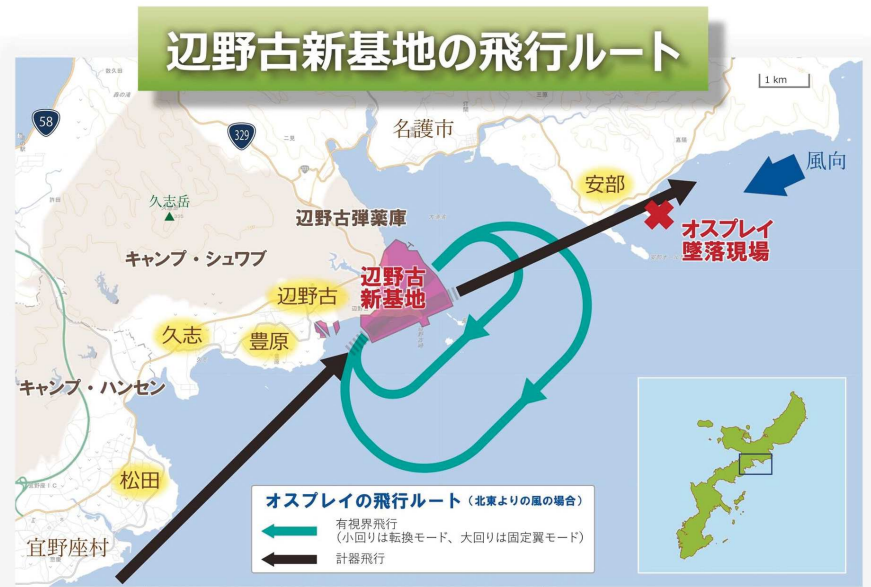 辺野古新基地の飛行ルート
1 km
58
329
二見
名護市
風向
安部
久志岳
辺野古弾薬庫
オスプレイ
墜落現場
キャンプ・シュワブ
辺野古
新基地
辺野古
久志
豊原
キャンプ・ハンセン
松田
宜野座村
オスプレイの飛行ルート(北東よりの風の場合)
有視界飛行
(小回りは転換モード、大回りは固定翼モード)
計器飛行